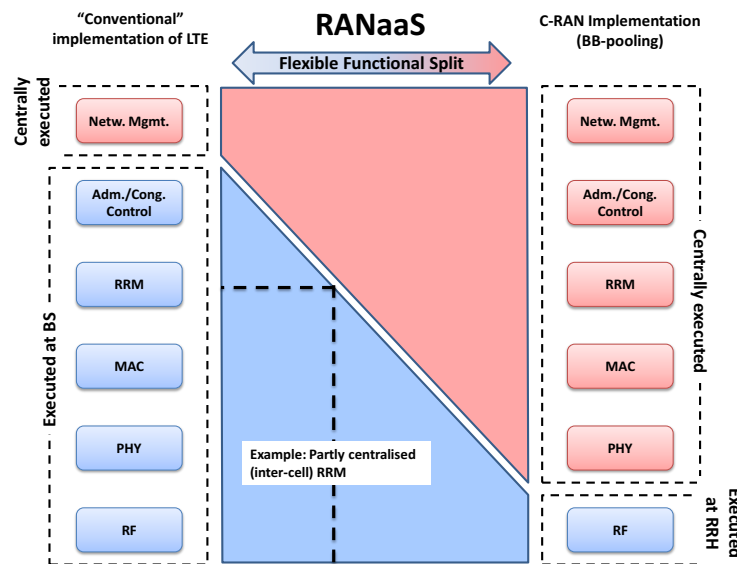 “Conventional”
implementation of LTE
RANaaS
C-RAN Implementation
(BB-pooling)
Flexible Functional Split
Centrally
executed
Netw. Mgmt.
Adm./Cong.
Control
RRM
MAC
PHY
RF
Executed at BS
Example: Partly centralised
(inter-cell) RRM
Netw. Mgmt.
Adm./Cong.
Control
RRM
MAC
PHY
RF
Centrally executed
Executed
at RRH